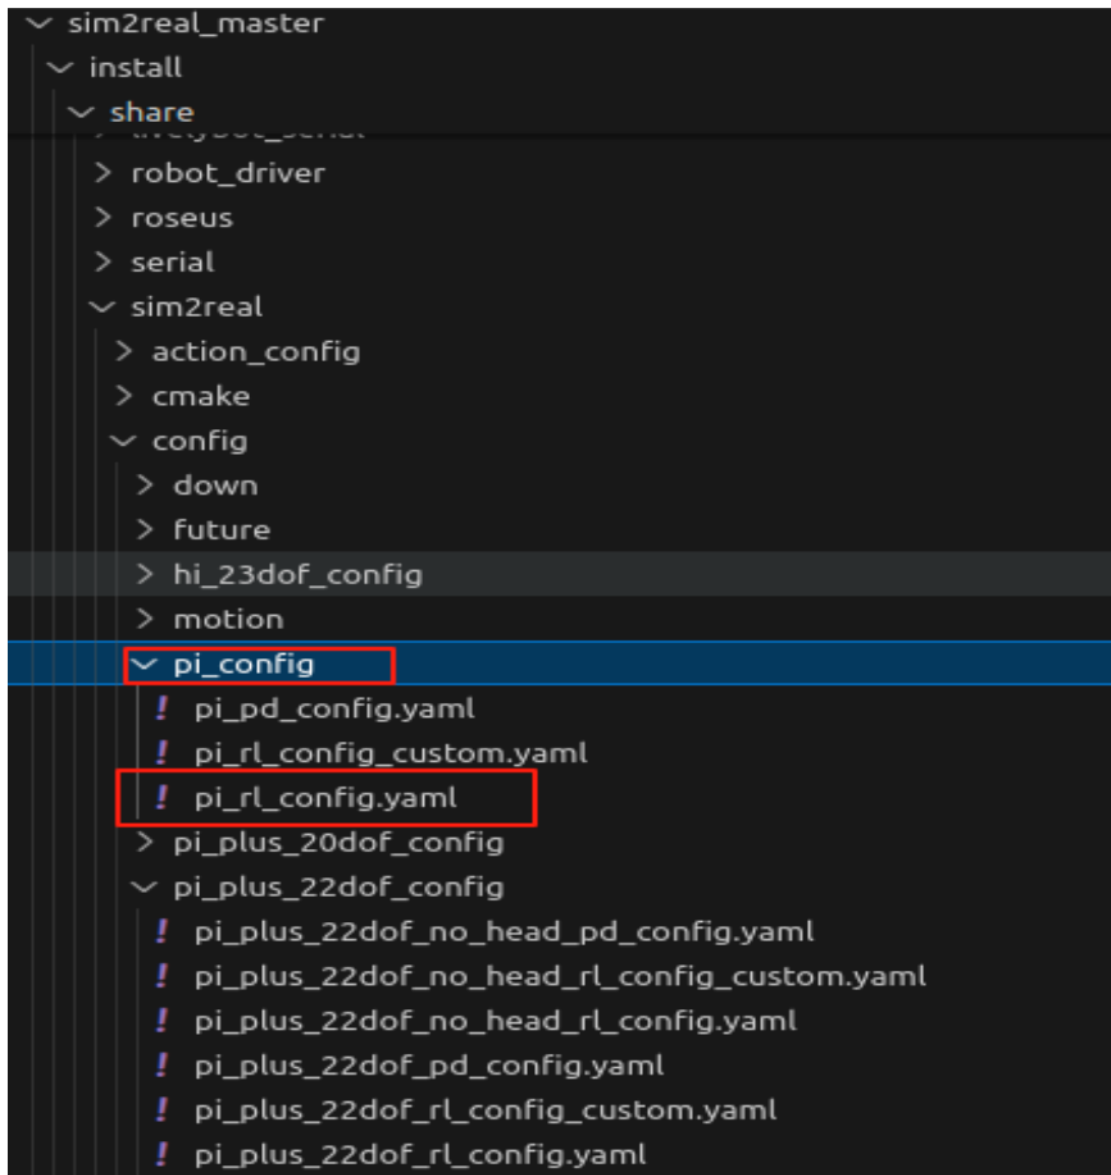 sim2real_master
install
share
robot_driver
roseus
serial
sim2real
action_config
cmake
config
down
future
hi_23dof_config
motion
pi_config
! pi_pd_config.yaml
! pi_rl_config_custom.yaml
! pi_rl_config.yaml
pi_plus_20dof_config
pi_plus_22dof_config
! pi_plus_22dof_no_head_pd_config.yaml
! pi_plus_22dof_no_head_rl_config_custom.yaml
! pi_plus_22dof_no_head_rl_config.yaml
! pi_plus_22dof_pd_config.yaml
! pi_plus_22dof_rl_config_custom.yaml
! pi_plus_22dof_rl_config.yaml